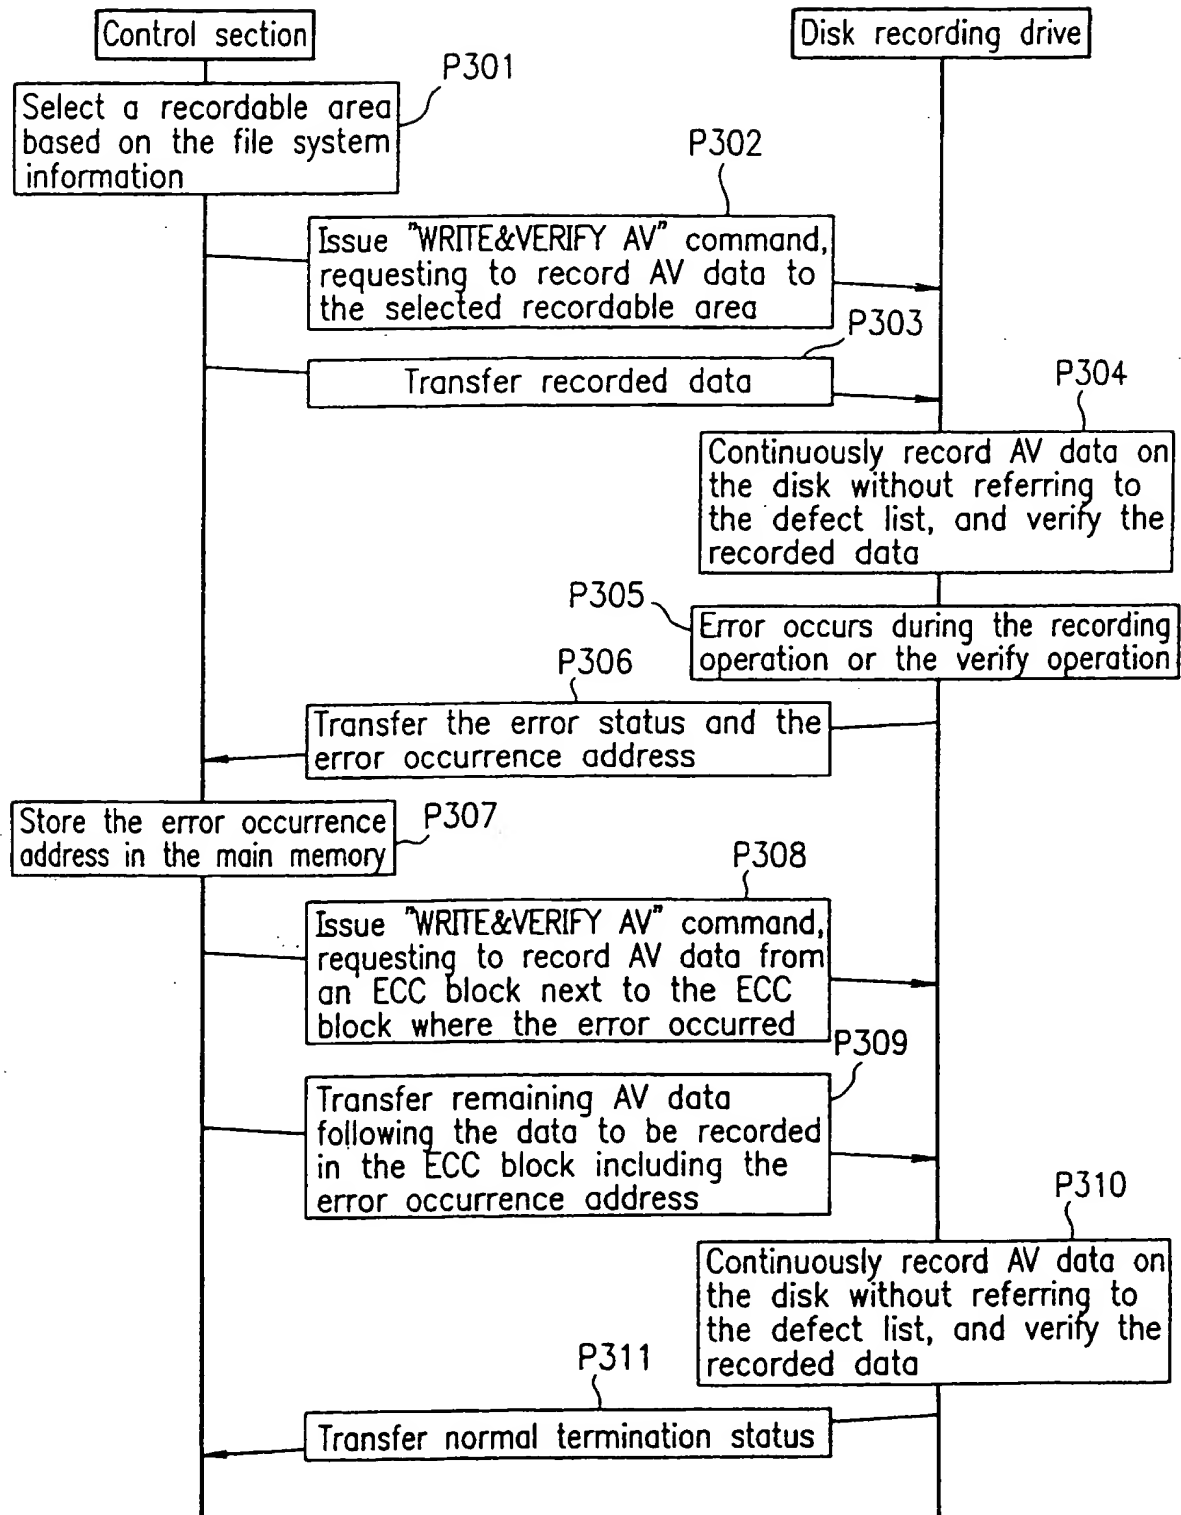 Control section
Disk recording drive
P301
Select a recordable area
based on the file system
information
P302
Issue "WRITE&VERIFY AV" command,
requesting to record AV data to
the selected recordable area
P303
Transfer recorded data
P304
Continuously record AV data on
the disk without referring to
the defect list, and verify the
recorded data
P305
Error occurs during the recording
operation or the verify operation
P306
Transfer the error status and the
error occurrence address
P307
Store the error occurrence
address in the main memory
P308
Issue "WRITE&VERIFY AV" command,
requesting to record AV data from
an ECC block next to the ECC
block where the error occurred
P309
Transfer remaining AV data
following the data to be recorded
in the ECC block including the
error occurrence address
P310
Continuously record AV data on
the disk without referring to
the defect list, and verify the
recorded data
P311
Transfer normal termination status